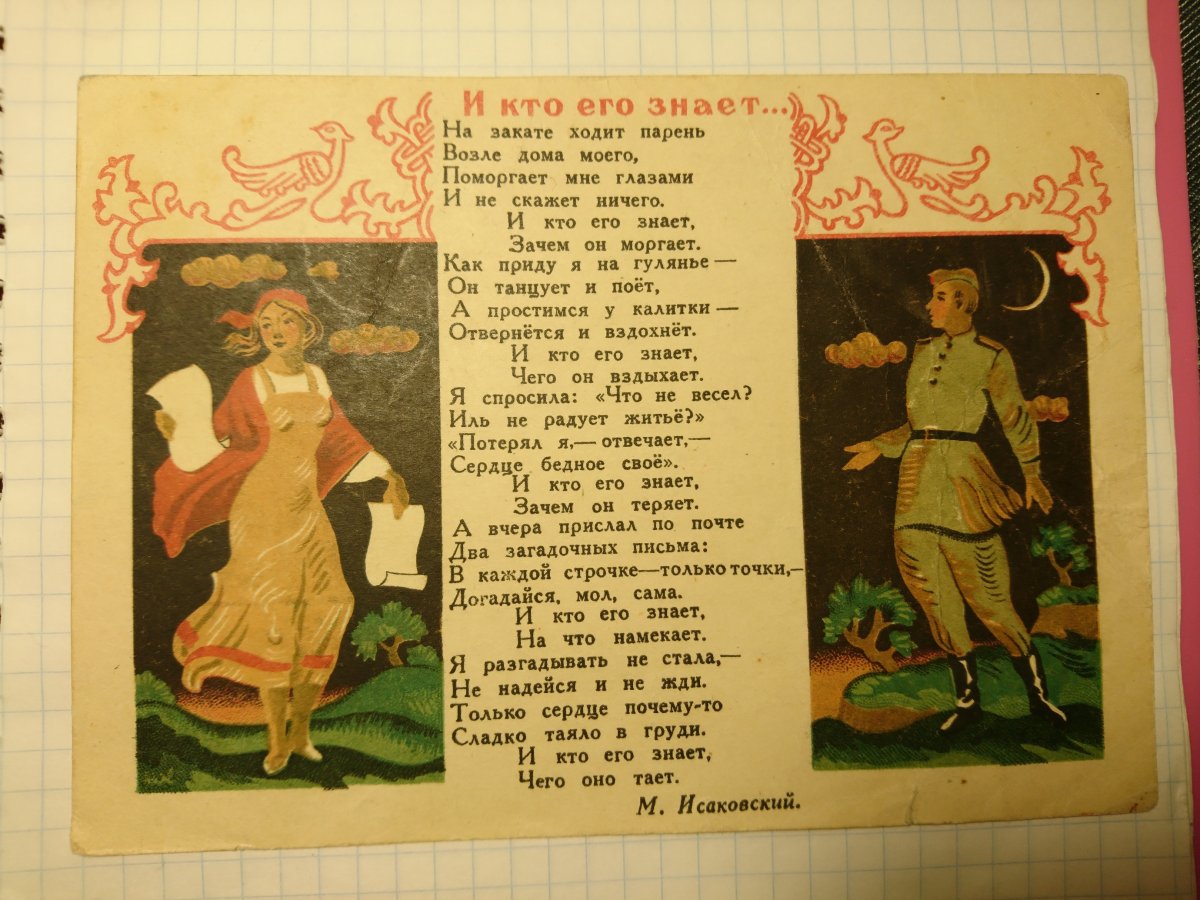 И кто его знает...
На закате ходит парень
Возле дома моего,
Поморгает мне глазами
И не скажет ничего.
И кто его знает,
Зачем он моргает.
Как приду я на гулянье—
Он танцует и поёт,
А простимся у калитки—
Отвернётся и вздохнёт.
И кто его знает,
Чего он вздыхает.
Я спросила: «Что не весел?
Иль не радует житьё?»
«Потерял я,— отвечает,—
Сердце бедное своё».
И кто его знает,
Зачем он теряет.
А вчера прислал по почте
Два загадочных письма:
В каждой строчке—только точки,—
Догадайся, мол, сама.
И кто его знает,
На что намекает.
Я разгадывать не стала,—
Не надейся и не жди.
Только сердце почему-то
Сладко таяло в груди.
И кто его знает,
Чего оно тает.
М. Исаковский.